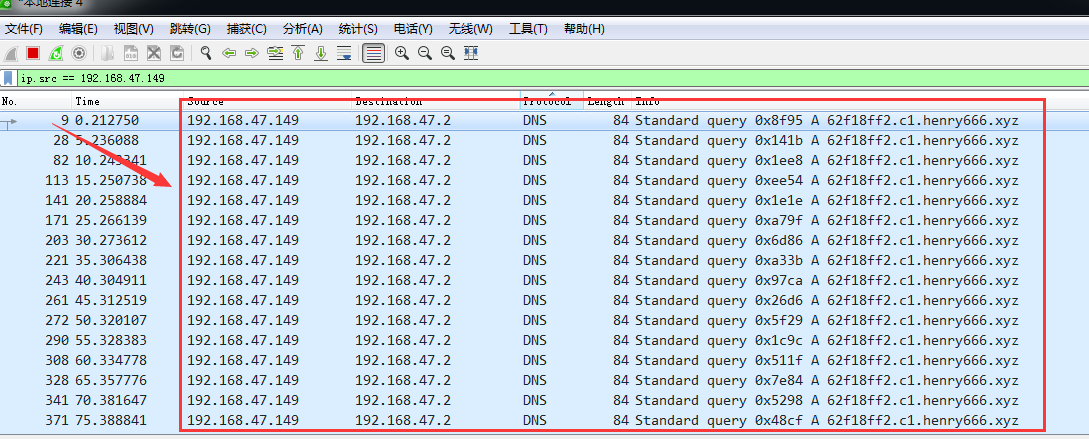 *本地连接 4
文件(F) 编辑(E) 视图(V) 跳转(G) 捕获(C) 分析(A) 统计(S) 电话(Y) 无线(W) 工具(T) 帮助(H)
ip.src == 192.168.47.149
No. Time Source Destination Protocol Length Info
9 0.212750 192.168.47.149 192.168.47.2 DNS 84 Standard query 0x8f95 A 62f18ff2.c1.henry666.xyz
28 5.236088 192.168.47.149 192.168.47.2 DNS 84 Standard query 0x141b A 62f18ff2.c1.henry666.xyz
82 10.243341 192.168.47.149 192.168.47.2 DNS 84 Standard query 0x1ee8 A 62f18ff2.c1.henry666.xyz
113 15.250738 192.168.47.149 192.168.47.2 DNS 84 Standard query 0xee54 A 62f18ff2.c1.henry666.xyz
141 20.258884 192.168.47.149 192.168.47.2 DNS 84 Standard query 0x1e1e A 62f18ff2.c1.henry666.xyz
171 25.266139 192.168.47.149 192.168.47.2 DNS 84 Standard query 0xa79f A 62f18ff2.c1.henry666.xyz
203 30.273612 192.168.47.149 192.168.47.2 DNS 84 Standard query 0x6d86 A 62f18ff2.c1.henry666.xyz
221 35.306438 192.168.47.149 192.168.47.2 DNS 84 Standard query 0xa33b A 62f18ff2.c1.henry666.xyz
243 40.304911 192.168.47.149 192.168.47.2 DNS 84 Standard query 0x97ca A 62f18ff2.c1.henry666.xyz
261 45.312519 192.168.47.149 192.168.47.2 DNS 84 Standard query 0x26d6 A 62f18ff2.c1.henry666.xyz
272 50.320107 192.168.47.149 192.168.47.2 DNS 84 Standard query 0x5f29 A 62f18ff2.c1.henry666.xyz
290 55.328383 192.168.47.149 192.168.47.2 DNS 84 Standard query 0x1c9c A 62f18ff2.c1.henry666.xyz
308 60.334778 192.168.47.149 192.168.47.2 DNS 84 Standard query 0x511f A 62f18ff2.c1.henry666.xyz
328 65.357776 192.168.47.149 192.168.47.2 DNS 84 Standard query 0x7e84 A 62f18ff2.c1.henry666.xyz
341 70.381647 192.168.47.149 192.168.47.2 DNS 84 Standard query 0x5298 A 62f18ff2.c1.henry666.xyz
371 75.388841 192.168.47.149 192.168.47.2 DNS 84 Standard query 0x48cf A 62f18ff2.c1.henry666.xyz